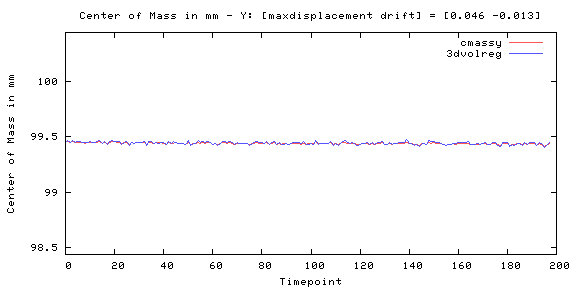 Center of Mass in mm - Y: [maxdisplacement drift] = [0.046 -0.013]
cmassy
3dvolreg
100
99.5
99
98.5
Center of Mass in mm
0 20 40 60 80 100 120 140 160 180 200
Timepoint